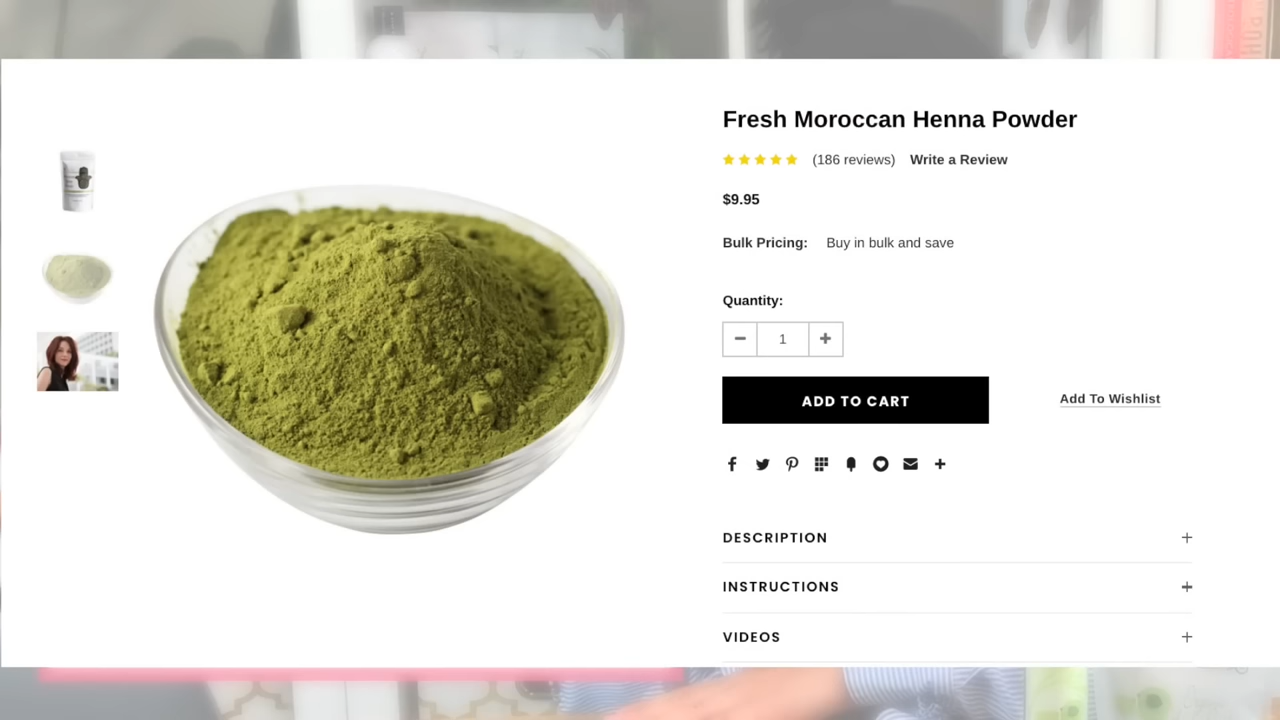 Fresh Moroccan Henna Powder
(186 reviews) Write a Review
$9.95
Bulk Pricing: Buy in bulk and save
Quantity:
1
ADD TO CART
Add To Wishlist
DESCRIPTION
INSTRUCTIONS
VIDEOS